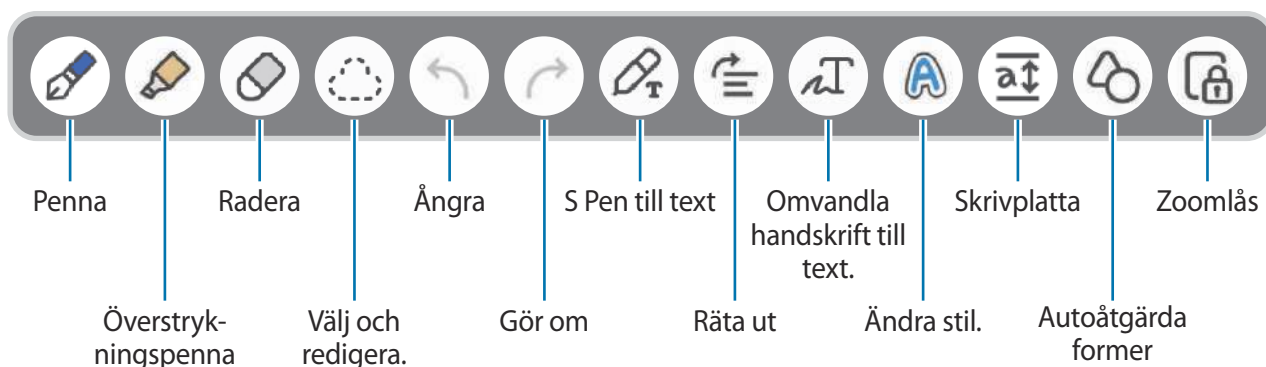 Penna
Radera
Ångra
S Pen till text
Omvandla
handskrift till
text.
Skrivplatta
Zoomlås
Överstryk-
ningspenna
Välj och
redigera.
Gör om
Räta ut
Ändra stil.
Autoåtgärda
former